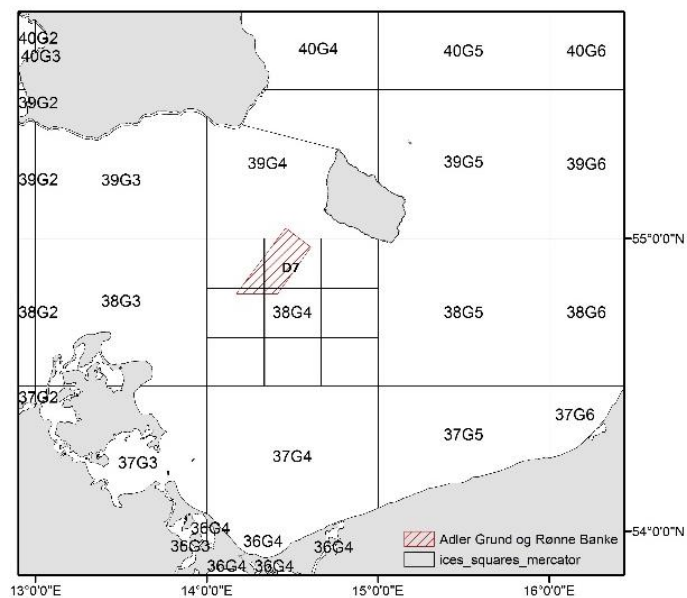 40G2
40G3
40G4
40G5
40G6
39G2
39G2
39G3
39G4
39G5
39G6
55°0'0"N
D7
38G2
38G3
38G4
38G5
38G6
37G2
37G3
37G4
37G5
37G6
36G4
36G3
36G4
36G4
36G4
36G4
54°0'0"N
Adler Grund og Rønne Banke
ices_squares_mercator
13°0'0"E
14°0'0"E
15°0'0"E
16°0'0"E